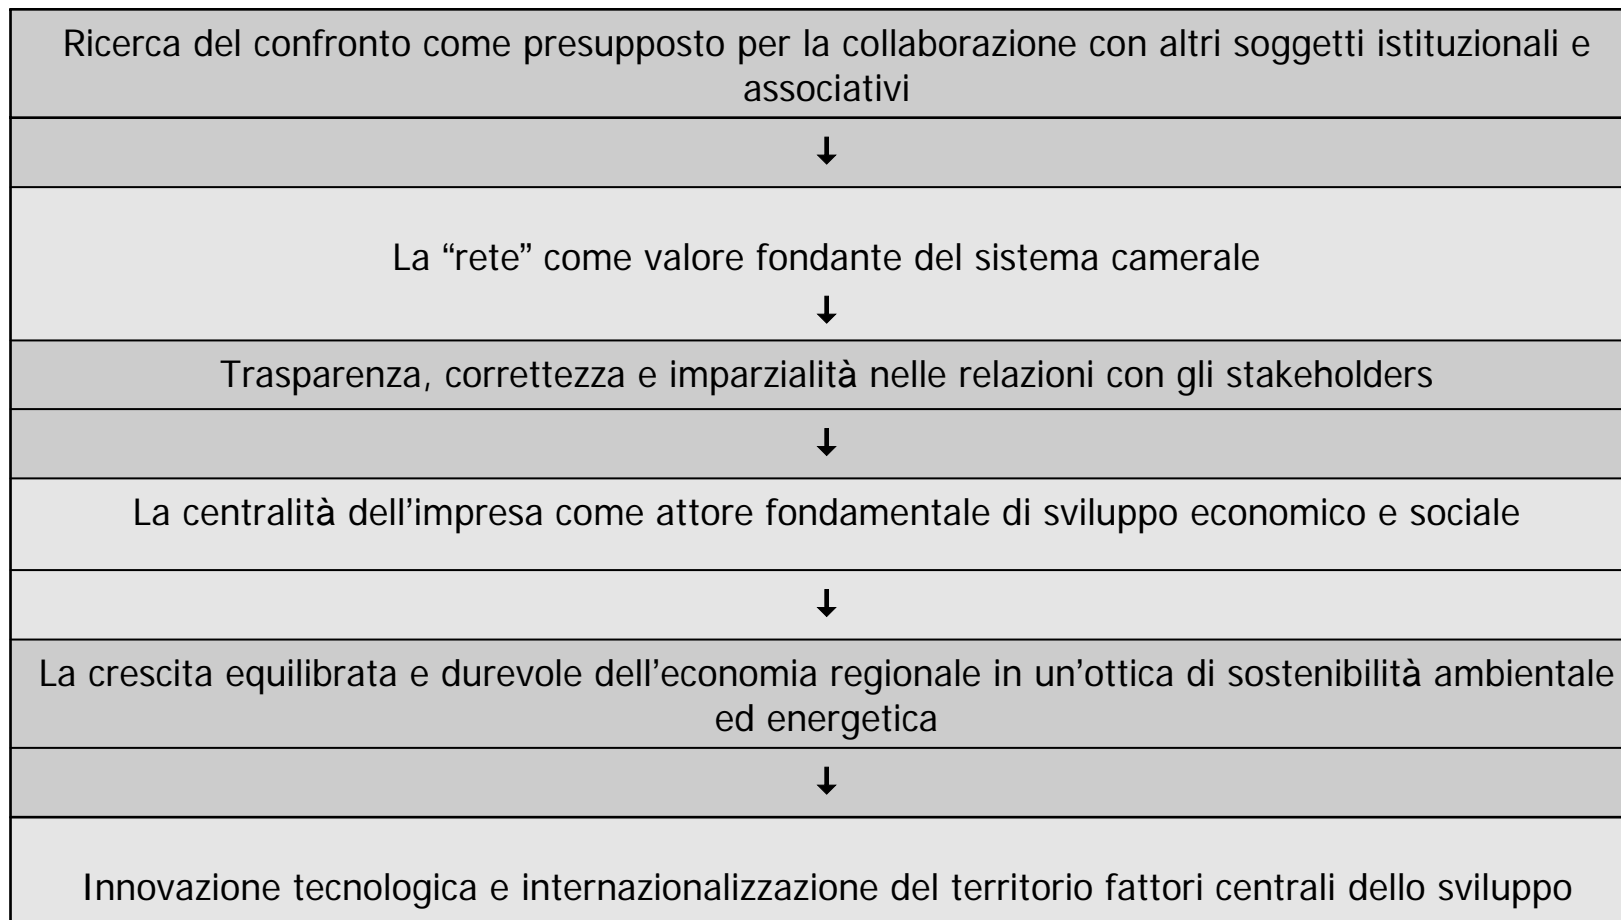 Ricerca del confronto come presupposto per la collaborazione con altri soggetti istituzionali e
associativi
↓
La “rete” come valore fondante del sistema camerale
↓
Trasparenza, correttezza e imparzialità nelle relazioni con gli stakeholders
↓
La centralità dell’impresa come attore fondamentale di sviluppo economico e sociale
↓
La crescita equilibrata e durevole dell’economia regionale in un’ottica di sostenibilità ambientale
ed energetica
↓
Innovazione tecnologica e internazionalizzazione del territorio fattori centrali dello sviluppo